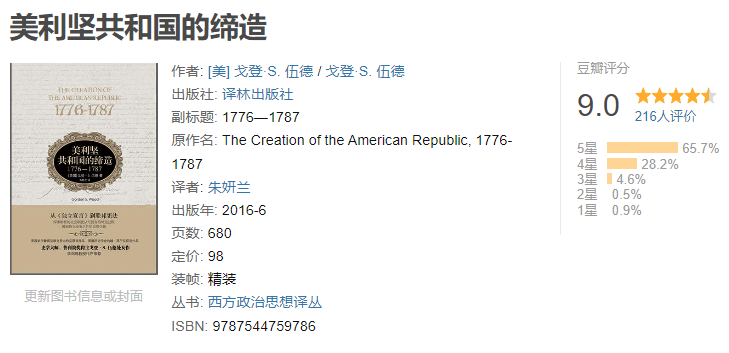 美利坚共和国的缔造
THE CREATION OF
THE AMERICAN REPUBLIC
1776-1787
美利坚
共和国的缔造
1776—1787
Gordon S. Wood
从《独立宣言》到联邦宪法
更新图书信息或封面
作者: [美] 戈登·S. 伍德 / 戈登·S. 伍德
出版社: 译林出版社
副标题: 1776—1787
原作名: The Creation of the American Republic, 1776-
1787
译者: 朱妍兰
出版年: 2016-6
页数: 680
定价: 98
装帧: 精装
丛书: 西方政治思想译丛
ISBN: 9787544759786
豆瓣评分
9.0
216人评价
5星 65.7%
4星 28.2%
3星 4.6%
2星 0.5%
1星 0.9%